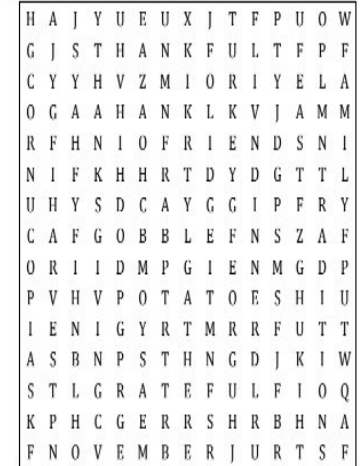 H A J Y U E U X J T F P U O W
G J S T H A N K F U L T F P F
C Y Y H V Z M I O R I Y E L A
O G A A H A N K L K V J A M M
R F H N I O F R I E N D S N I
N I F K H H R T D Y D G T T L
U H Y S D C A Y G G I P F R Y
C A F G O B B L E F N S Z A F
O R I I D M P G I E N M G D P
P V H V P O T A T O E S H I U
I E N I G Y R T M R R F U T T
A S B N P S T H N G D J K I W
S T L G R A T E F U L F I O Q
K P H C G E R R S H R B H N A
F N O V E M B E R J U R T S F